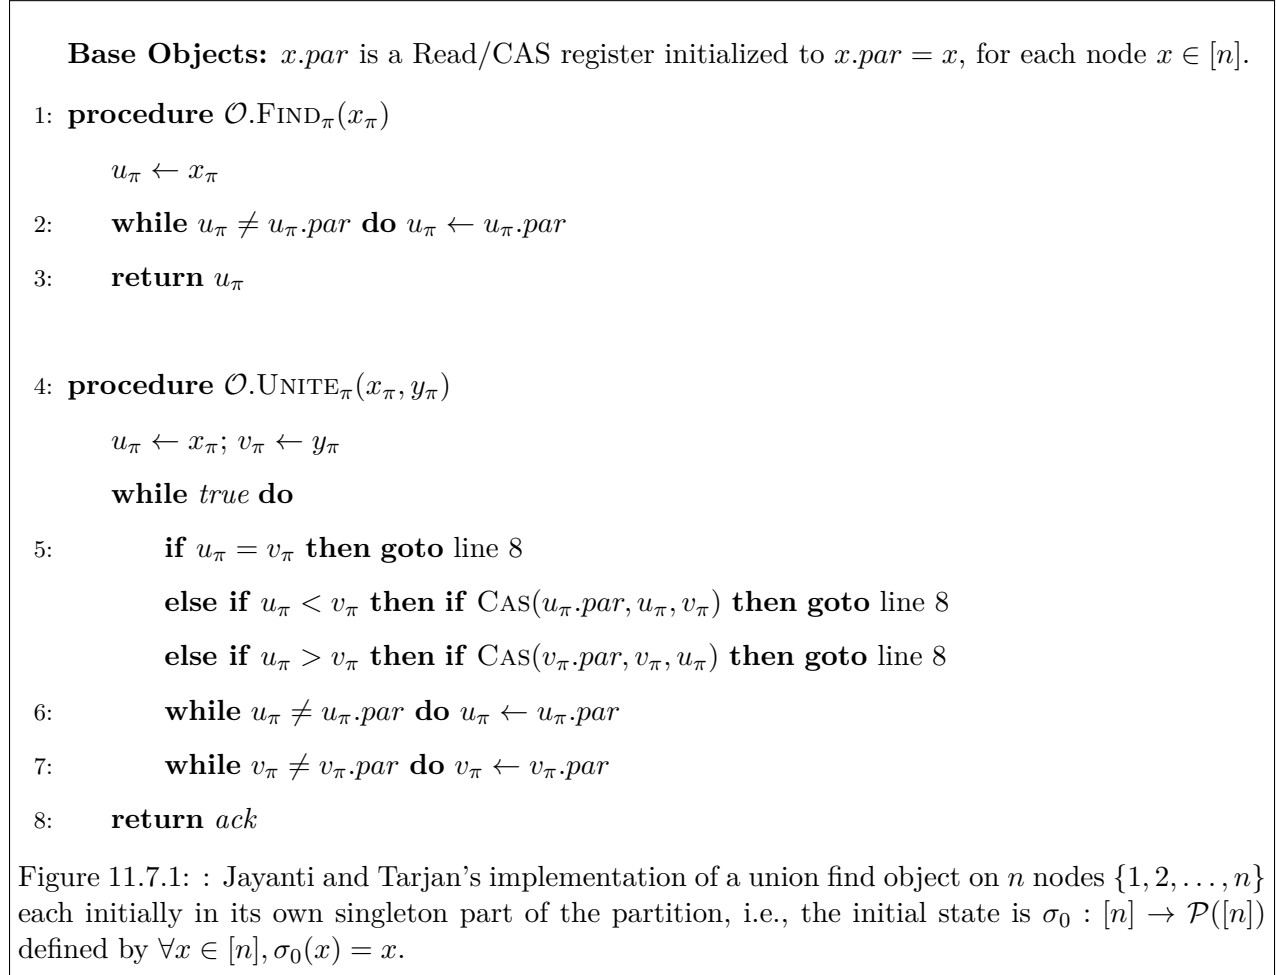 Base Objects: x.par is a Read/CAS register initialized to x.par = x, for each node x ∈ [n].
1: procedure 𝒪.FIND_π(x_π)
u_π ← x_π
2: while u_π ≠ u_π.par do u_π ← u_π.par
3: return u_π
4: procedure 𝒪.UNITE_π(x_π, y_π)
u_π ← x_π; v_π ← y_π
while true do
5: if u_π = v_π then goto line 8
else if u_π < v_π then if CAS(u_π.par, u_π, v_π) then goto line 8
else if u_π > v_π then if CAS(v_π.par, v_π, u_π) then goto line 8
6: while u_π ≠ u_π.par do u_π ← u_π.par
7: while v_π ≠ v_π.par do v_π ← v_π.par
8: return ack
Figure 11.7.1: : Jayanti and Tarjan's implementation of a union find object on n nodes {1, 2, . . . , n}
each initially in its own singleton part of the partition, i.e., the initial state is σ₀ : [n] → 𝒫([n])
defined by ∀x ∈ [n], σ₀(x) = x.